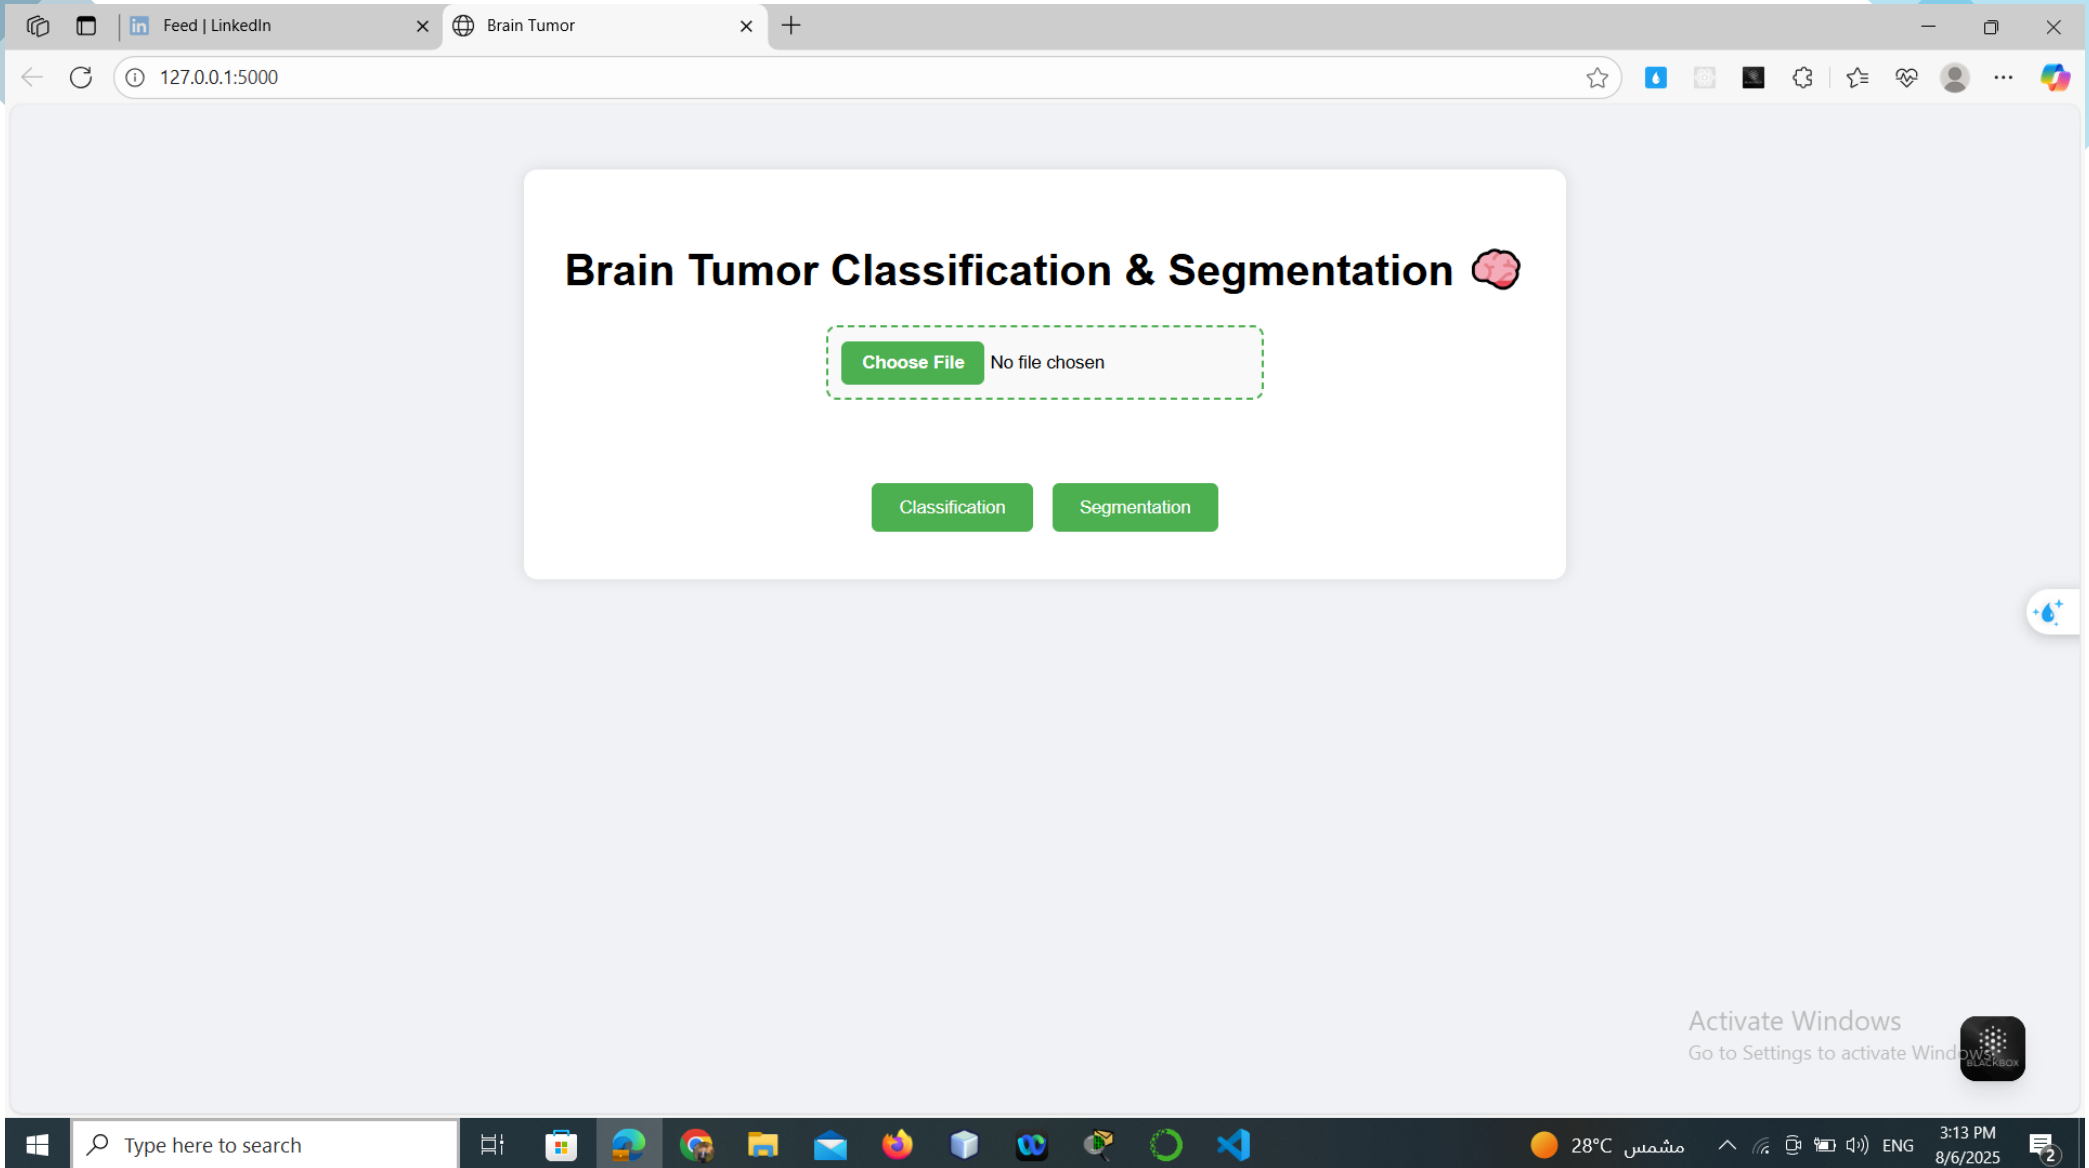 Feed | LinkedIn
Brain Tumor
127.0.0.1:5000
Brain Tumor Classification & Segmentation
Choose File No file chosen
Classification
Segmentation
Activate Windows
Go to Settings to activate Windows.
BLACKBOX
Type here to search
28°C مشمس
ENG
3:13 PM
8/6/2025
2